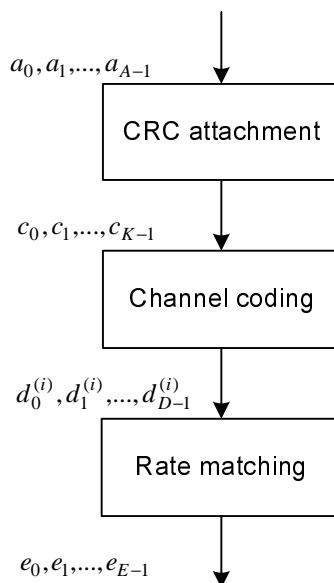 a_0, a_1, ..., a_{A-1}
CRC attachment
c_0, c_1, ..., c_{K-1}
Channel coding
d_0^{(i)}, d_1^{(i)}, ..., d_{D-1}^{(i)}
Rate matching
e_0, e_1, ..., e_{E-1}